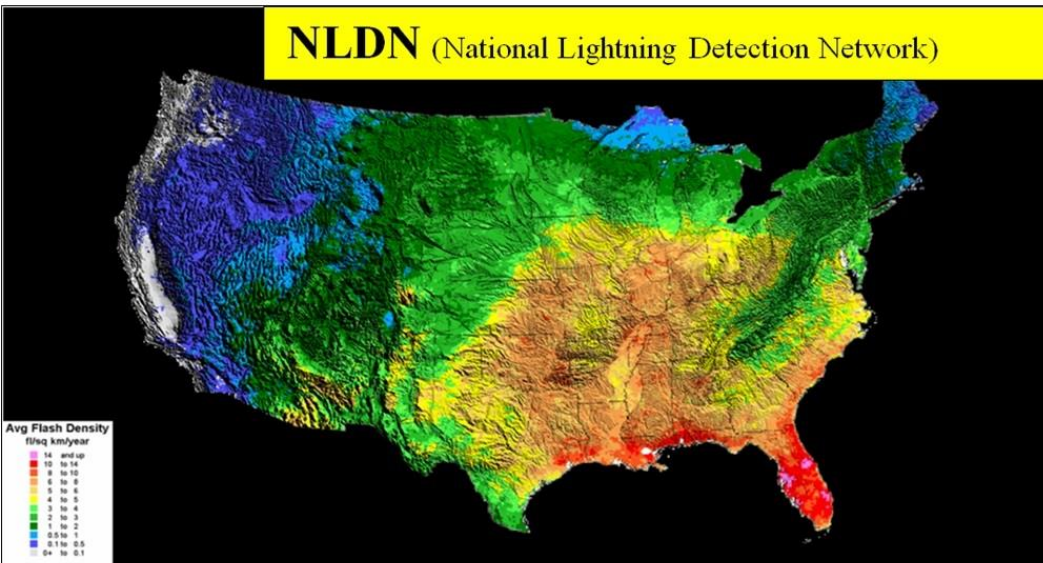 NLDN (National Lightning Detection Network)
Avg Flash Density
fl/sq km/year
14 and up
10 to 14
8 to 10
6 to 8
5 to 6
4 to 5
3 to 4
2 to 3
1 to 2
0.5 to 1
0.1 to 0.5
0+ to 0.1